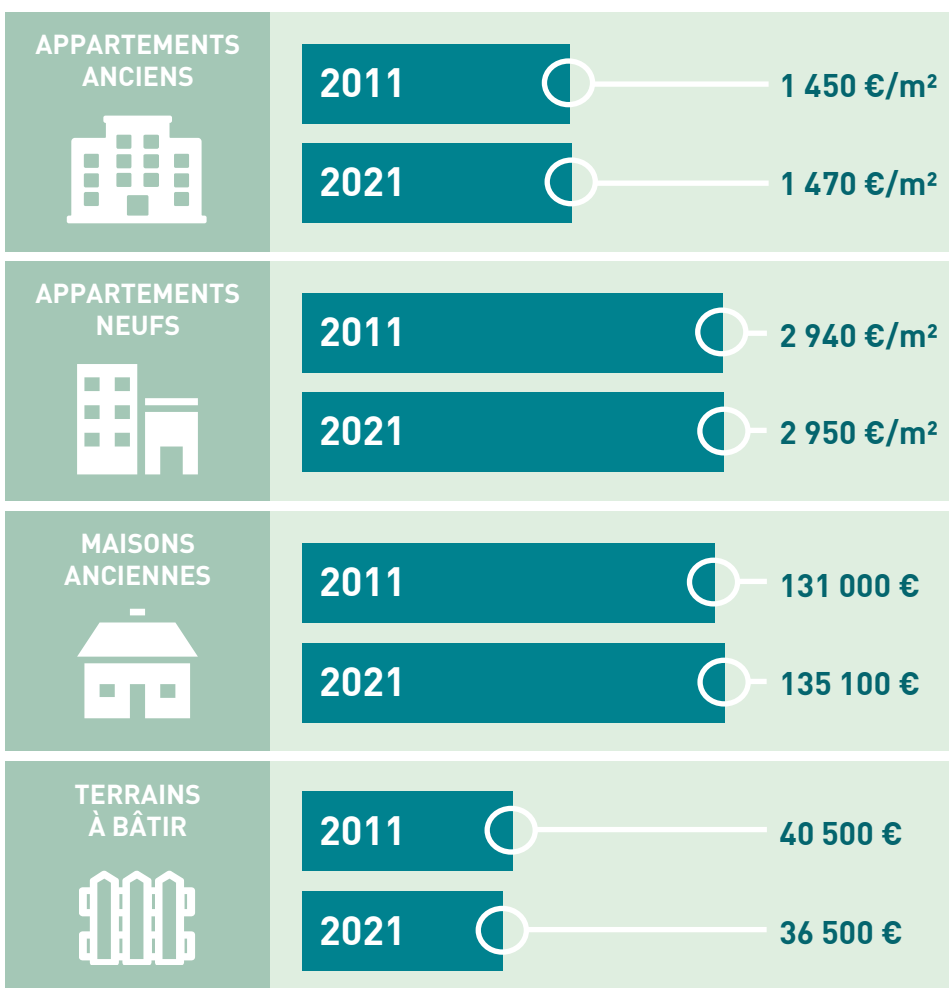 APPARTEMENTS
ANCIENS
2011
1 450 €/m²
2021
1 470 €/m²
APPARTEMENTS
NEUFS
2011
2 940 €/m²
2021
2 950 €/m²
MAISONS
ANCIENNES
2011
131 000 €
2021
135 100 €
TERRAINS
À BÂTIR
2011
40 500 €
2021
36 500 €